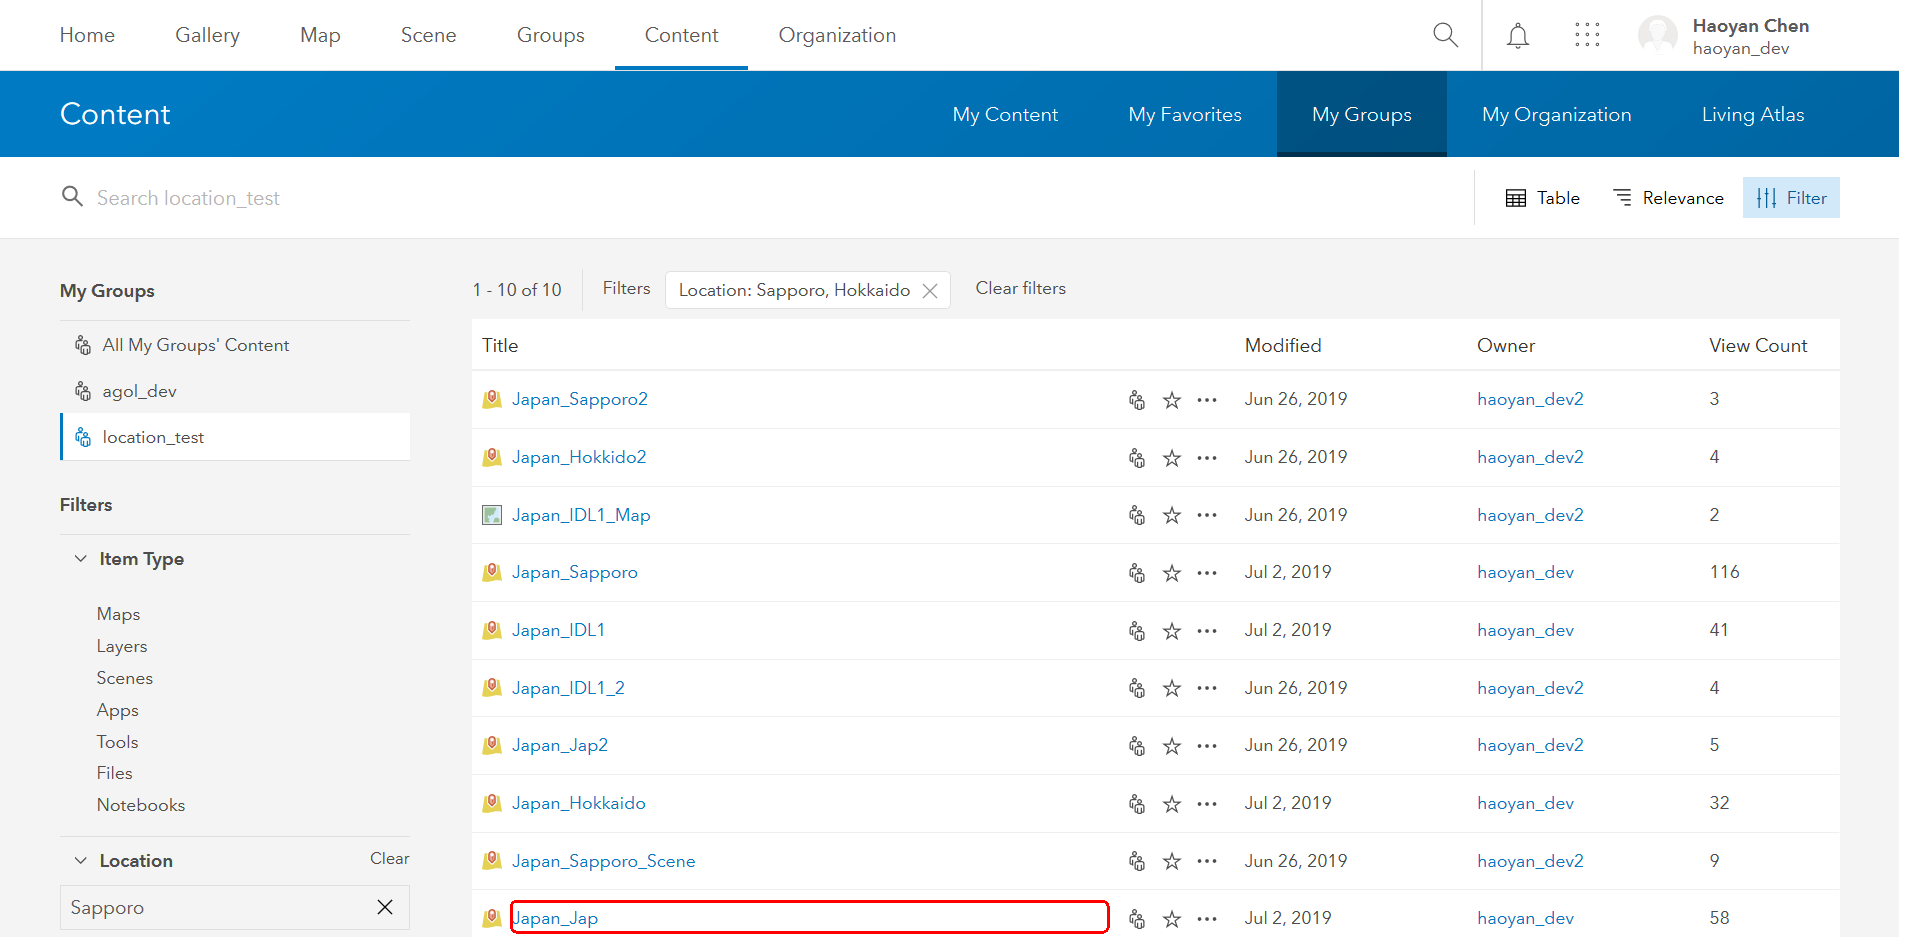 Home Gallery Map Scene Groups Content Organization Haoyan Chen
haoyan_dev
Content My Content My Favorites My Groups My Organization Living Atlas
Search location_test Table Relevance Filter
My Groups
All My Groups' Content
agol_dev
location_test
Filters
Item Type
Maps
Layers
Scenes
Apps
Tools
Files
Notebooks
Location Clear
Sapporo
1 - 10 of 10 Filters Location: Sapporo, Hokkaido Clear filters
Title Modified Owner View Count
Japan_Sapporo2 Jun 26, 2019 haoyan_dev2 3
Japan_Hokkido2 Jun 26, 2019 haoyan_dev2 4
Japan_IDL1_Map Jun 26, 2019 haoyan_dev2 2
Japan_Sapporo Jul 2, 2019 haoyan_dev 116
Japan_IDL1 Jul 2, 2019 haoyan_dev 41
Japan_IDL1_2 Jun 26, 2019 haoyan_dev2 4
Japan_Jap2 Jun 26, 2019 haoyan_dev2 5
Japan_Hokkaido Jul 2, 2019 haoyan_dev 32
Japan_Sapporo_Scene Jun 26, 2019 haoyan_dev2 9
Japan_Jap Jul 2, 2019 haoyan_dev 58